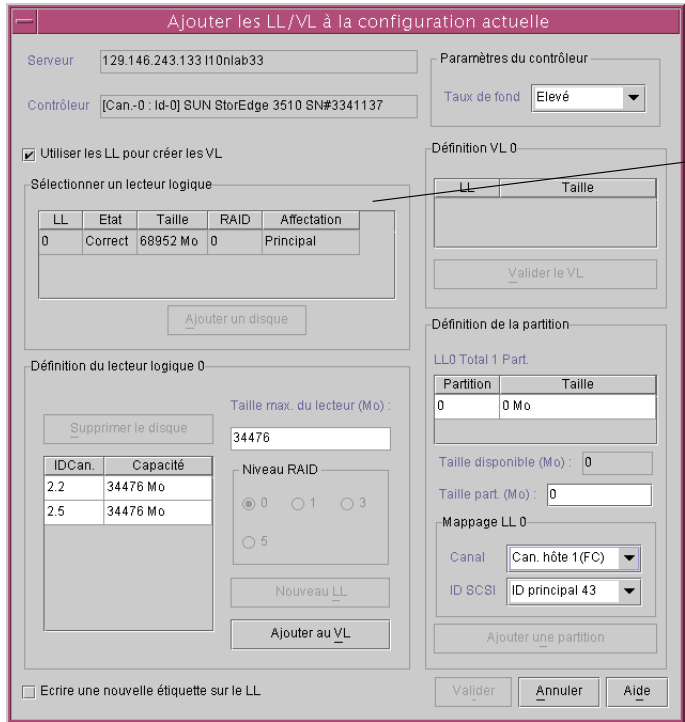 Ajouter les LL/VL à la configuration actuelle
Serveur 129.146.243.133 l10nlab33
Contrôleur [Can.-0 : Id-0] SUN StorEdge 3510 SN#3341137
Paramètres du contrôleur
Taux de fond Elevé
Utiliser les LL pour créer les VL
Sélectionner un lecteur logique
LL Etat Taille RAID Affectation
0 Correct 68952 Mo 0 Principal
Ajouter un disque
Définition VL 0
LL Taille
Valider le VL
Définition du lecteur logique 0
Supprimer le disque
IDCan. Capacité
2.2 34476 Mo
2.5 34476 Mo
Taille max. du lecteur (Mo) :
34476
Niveau RAID
0 1 3
5
Nouveau LL
Ajouter au VL
Définition de la partition
LL0 Total 1 Part.
Partition Taille
0 0 Mo
Taille disponible (Mo) : 0
Taille part. (Mo) : 0
Mappage LL 0
Canal Can. hôte 1(FC)
ID SCSI ID principal 43
Ajouter une partition
Ecrire une nouvelle étiquette sur le LL
Valider Annuler Aide